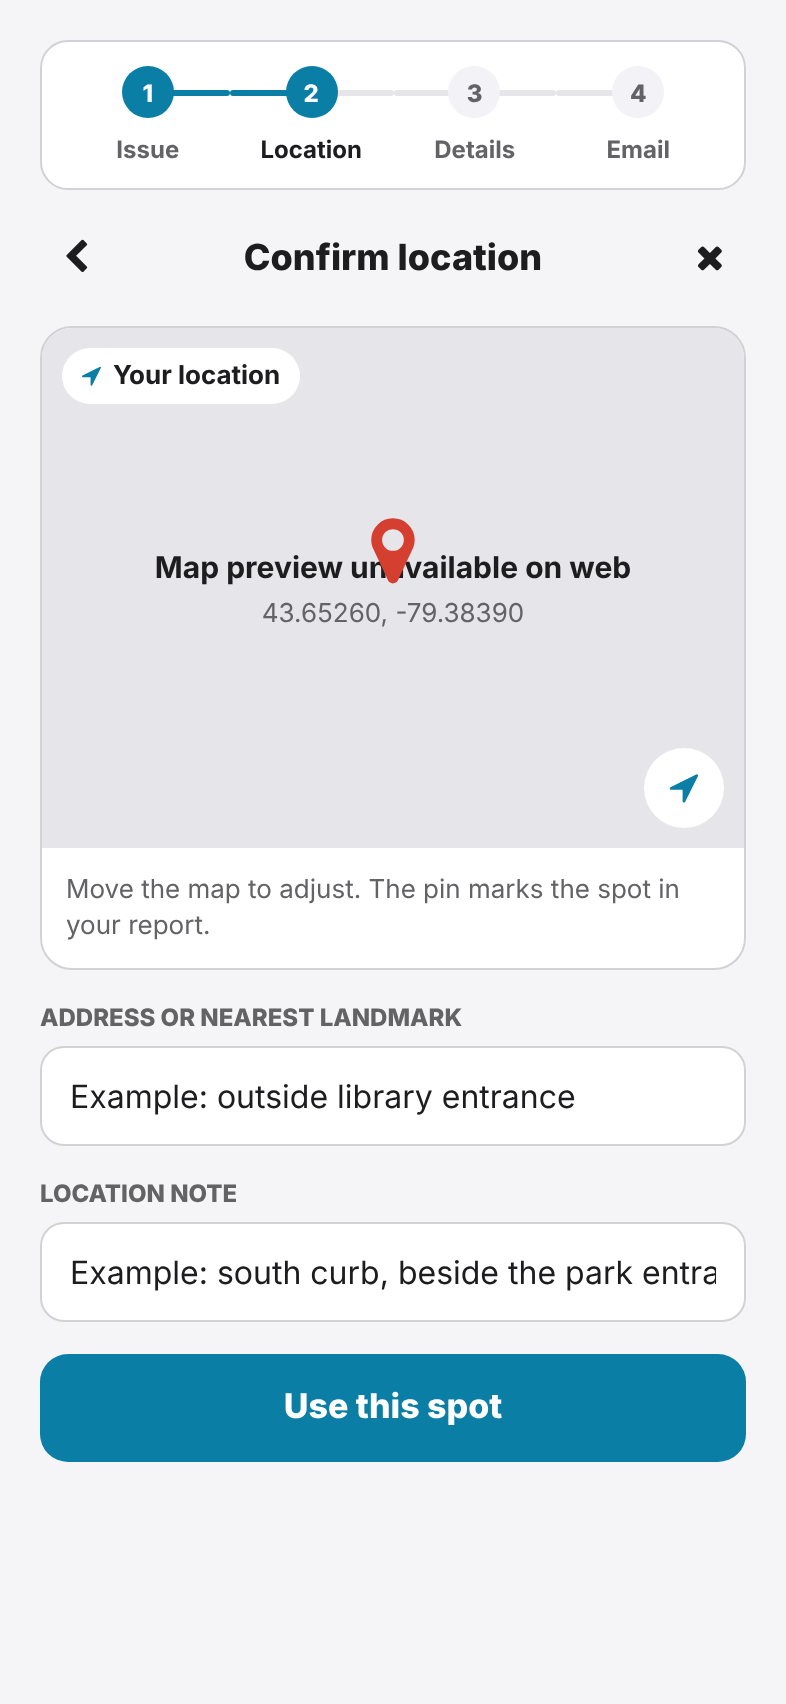 1 2 3 4
Issue Location Details Email
Confirm location
Your location
Map preview unavailable on web
43.65260, -79.38390
Move the map to adjust. The pin marks the spot in
your report.
ADDRESS OR NEAREST LANDMARK
Example: outside library entrance
LOCATION NOTE
Example: south curb, beside the park entra
Use this spot